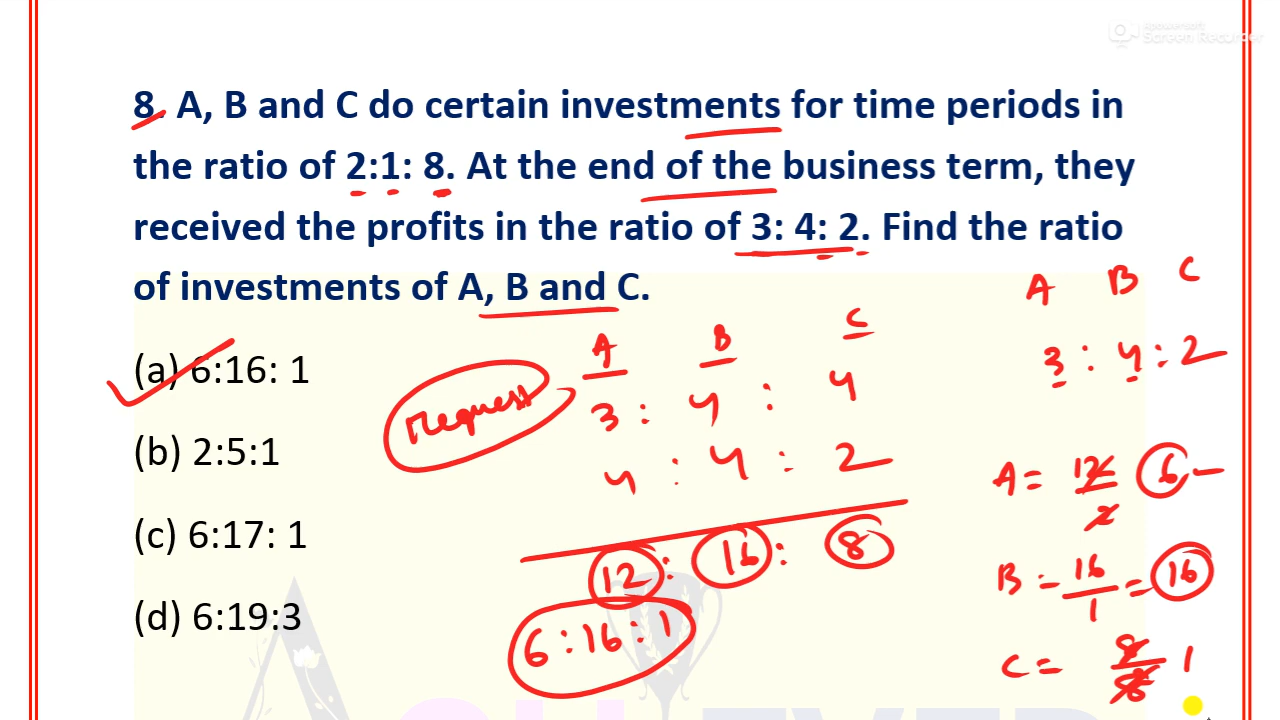 Apowersoft
Screen Recorder
8. A, B and C do certain investments for time periods in
the ratio of 2:1: 8. At the end of the business term, they
received the profits in the ratio of 3: 4: 2. Find the ratio
of investments of A, B and C.
(a) 6:16: 1
(b) 2:5:1
(c) 6:17: 1
(d) 6:19:3
request
A B C
3 : 4 : 4
4 : 4 : 2
12 : 16 : 8
6 : 16 : 1
A B C
3 : 4 : 2
A = 12/2 6
B = 16/1 = 16
C = 8/8 1